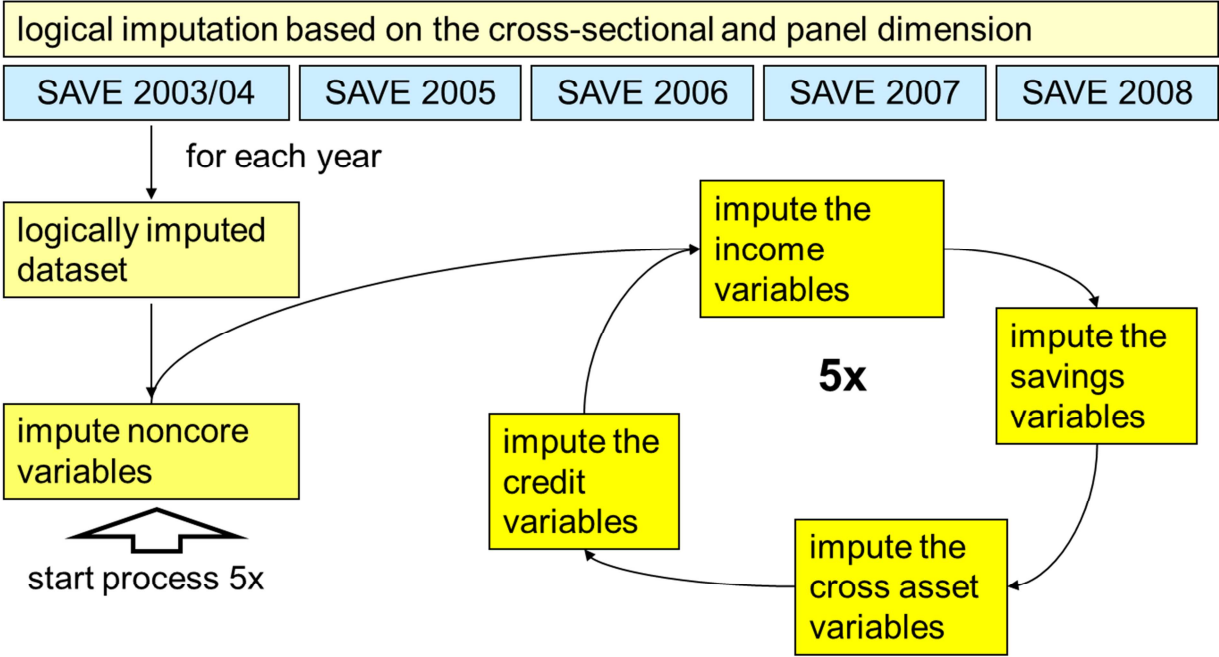 logical imputation based on the cross-sectional and panel dimension
SAVE 2003/04
SAVE 2005
SAVE 2006
SAVE 2007
SAVE 2008
for each year
logically imputed
dataset
impute noncore
variables
start process 5x
impute the
income
variables
impute the
savings
variables
5x
impute the
credit
variables
impute the
cross asset
variables